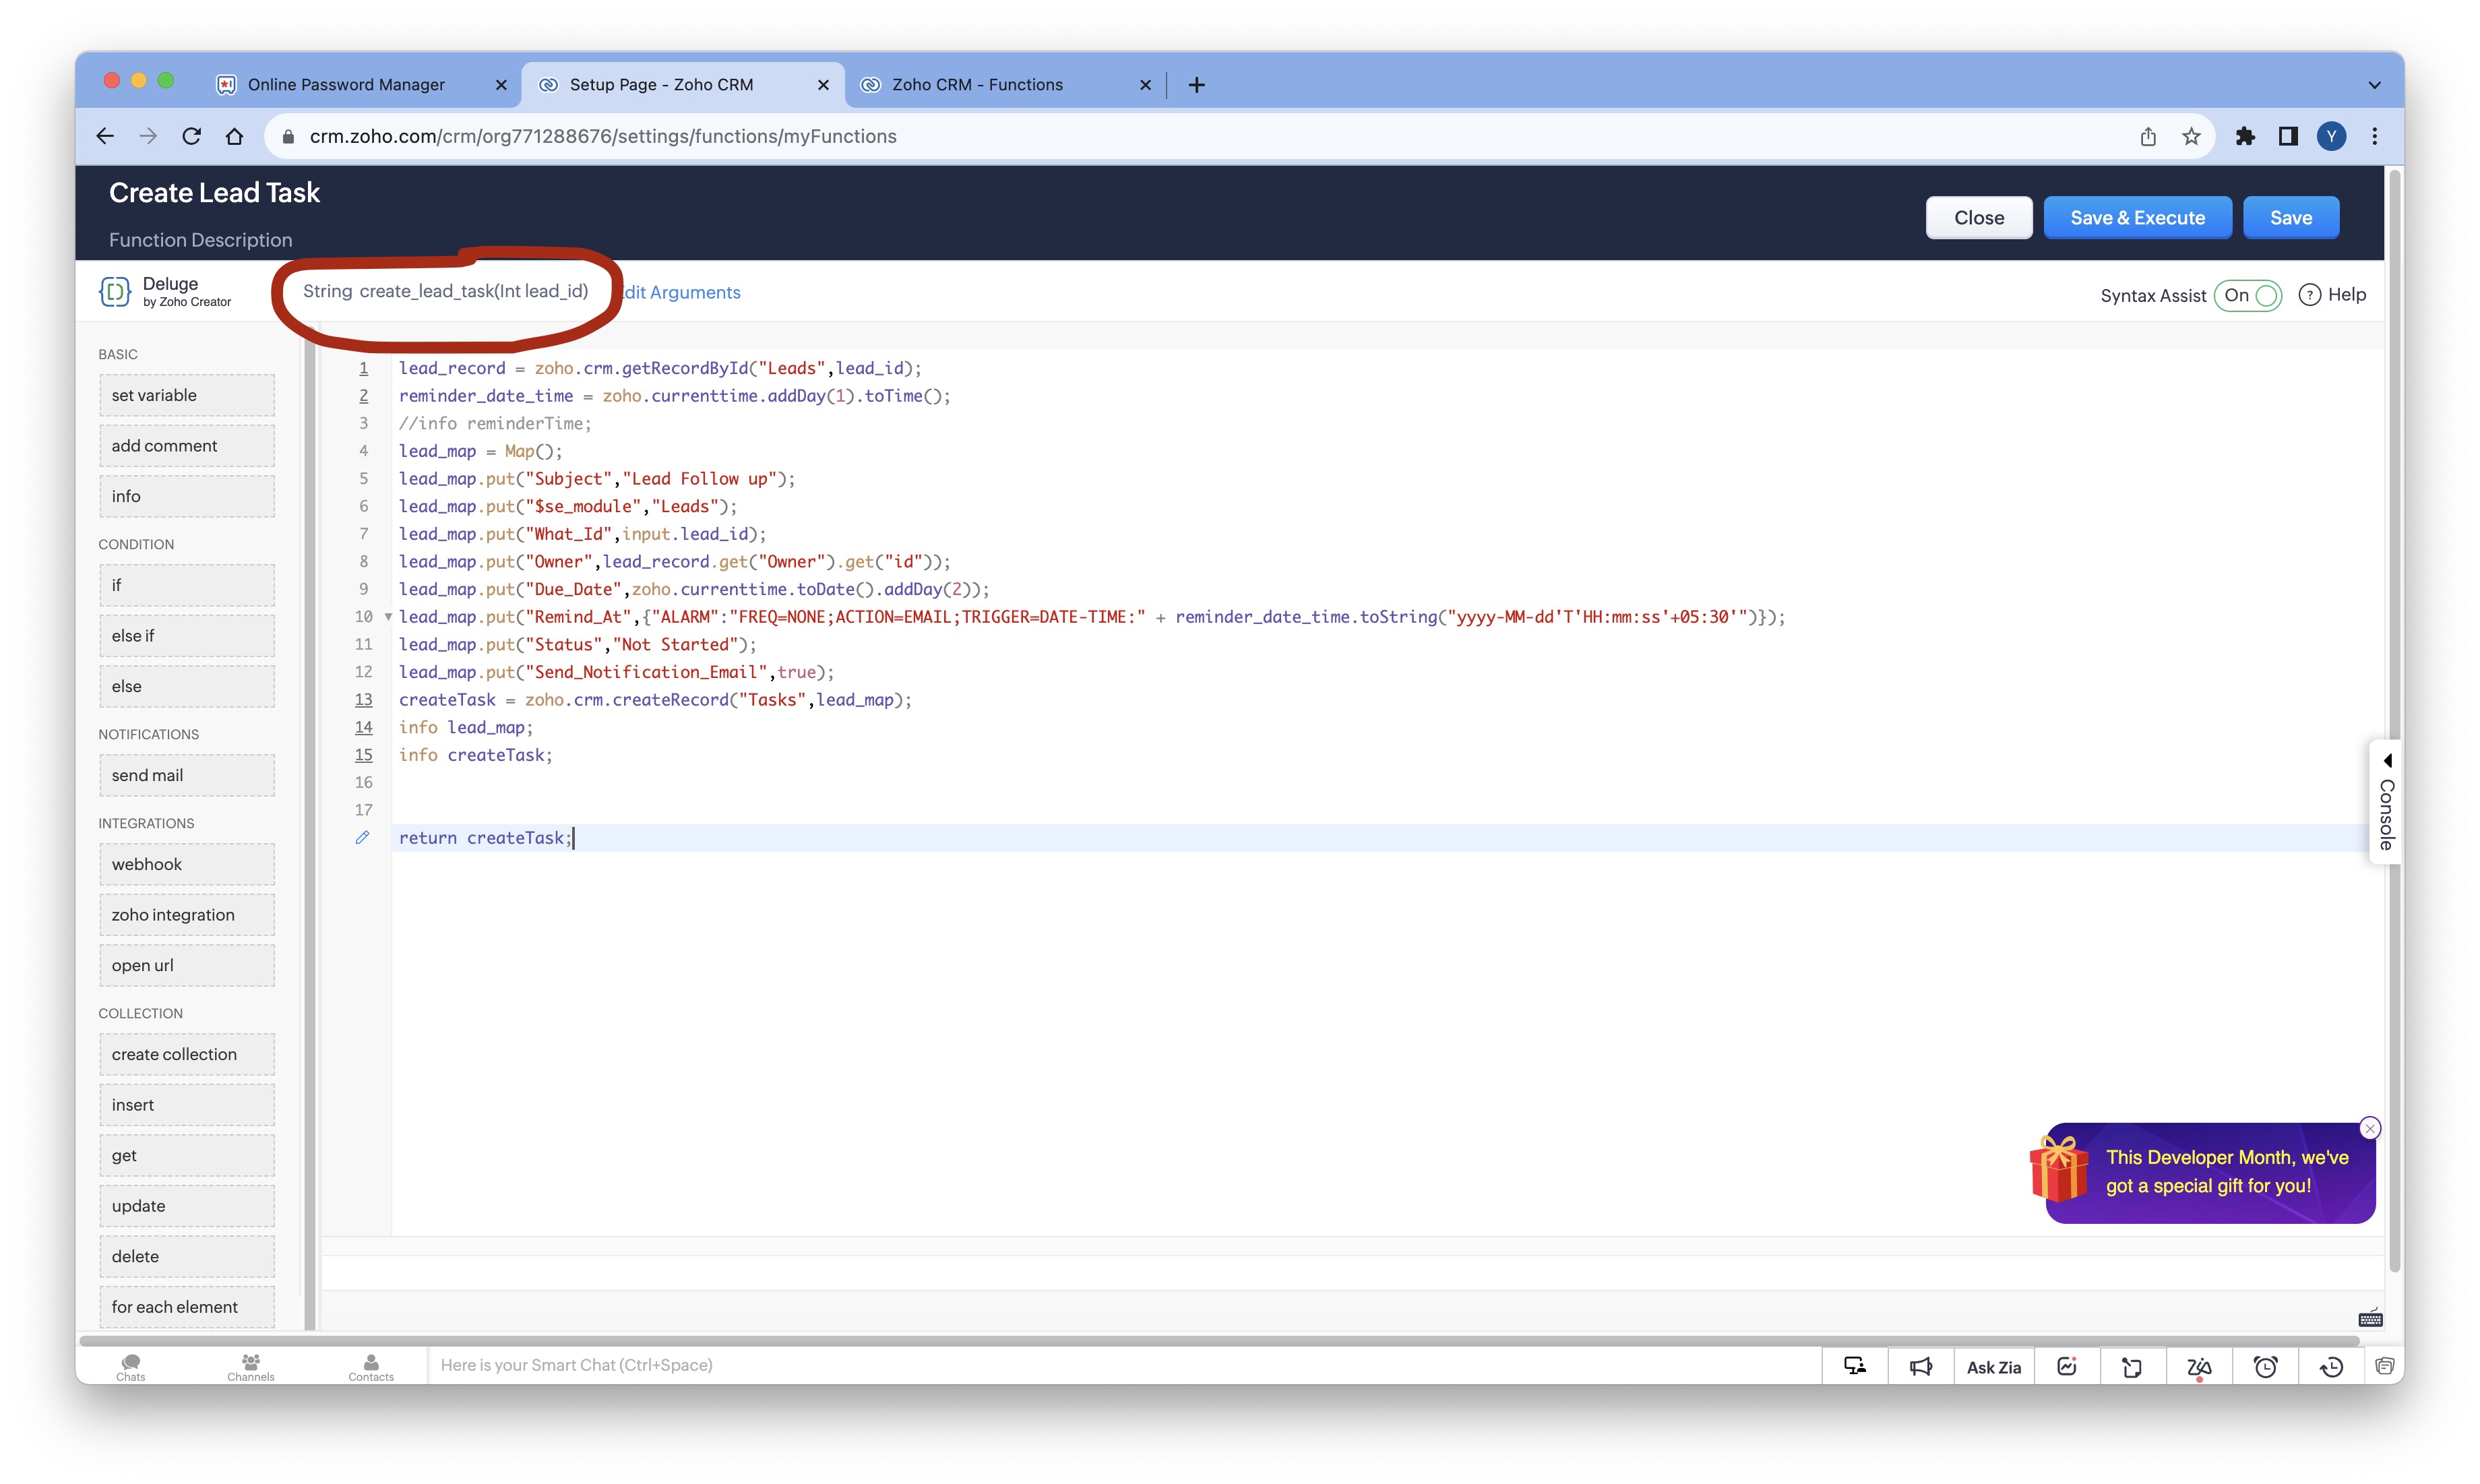 Online Password Manager
Setup Page - Zoho CRM
Zoho CRM - Functions
crm.zoho.com/crm/org771288676/settings/functions/myFunctions
Y
Create Lead Task
Function Description
Close
Save & Execute
Save
Deluge
by Zoho Creator
String create_lead_task(Int lead_id)
dit Arguments
Syntax Assist
On
? Help
BASIC
set variable
add comment
info
CONDITION
if
else if
else
NOTIFICATIONS
send mail
INTEGRATIONS
webhook
zoho integration
open url
COLLECTION
create collection
insert
get
update
delete
for each element
1 lead_record = zoho.crm.getRecordById("Leads",lead_id);
2 reminder_date_time = zoho.currenttime.addDay(1).toTime();
3 //info reminderTime;
4 lead_map = Map();
5 lead_map.put("Subject","Lead Follow up");
6 lead_map.put("$se_module","Leads");
7 lead_map.put("What_Id",input.lead_id);
8 lead_map.put("Owner",lead_record.get("Owner").get("id"));
9 lead_map.put("Due_Date",zoho.currenttime.toDate().addDay(2));
10 lead_map.put("Remind_At",{"ALARM":"FREQ=NONE;ACTION=EMAIL;TRIGGER=DATE-TIME:" + reminder_date_time.toString("yyyy-MM-dd'T'HH:mm:ss'+05:30'")});
11 lead_map.put("Status","Not Started");
12 lead_map.put("Send_Notification_Email",true);
13 createTask = zoho.crm.createRecord("Tasks",lead_map);
14 info lead_map;
15 info createTask;
16
17
return createTask;
Console
This Developer Month, we've
got a special gift for you!
Chats
Channels
Contacts
Here is your Smart Chat (Ctrl+Space)
Ask Zia